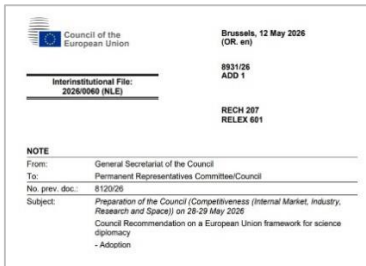 Council of the
European Union
Brussels, 12 May 2026
(OR. en)
8931/26
ADD 1
Interinstitutional File:
2026/0060 (NLE)
RECH 207
RELEX 601
NOTE
From: General Secretariat of the Council
To: Permanent Representatives Committee/Council
No. prev. doc.: 8120/26
Subject: Preparation of the Council (Competitiveness (Internal Market, Industry,
Research and Space)) on 28-29 May 2026
Council Recommendation on a European Union framework for science
diplomacy
- Adoption